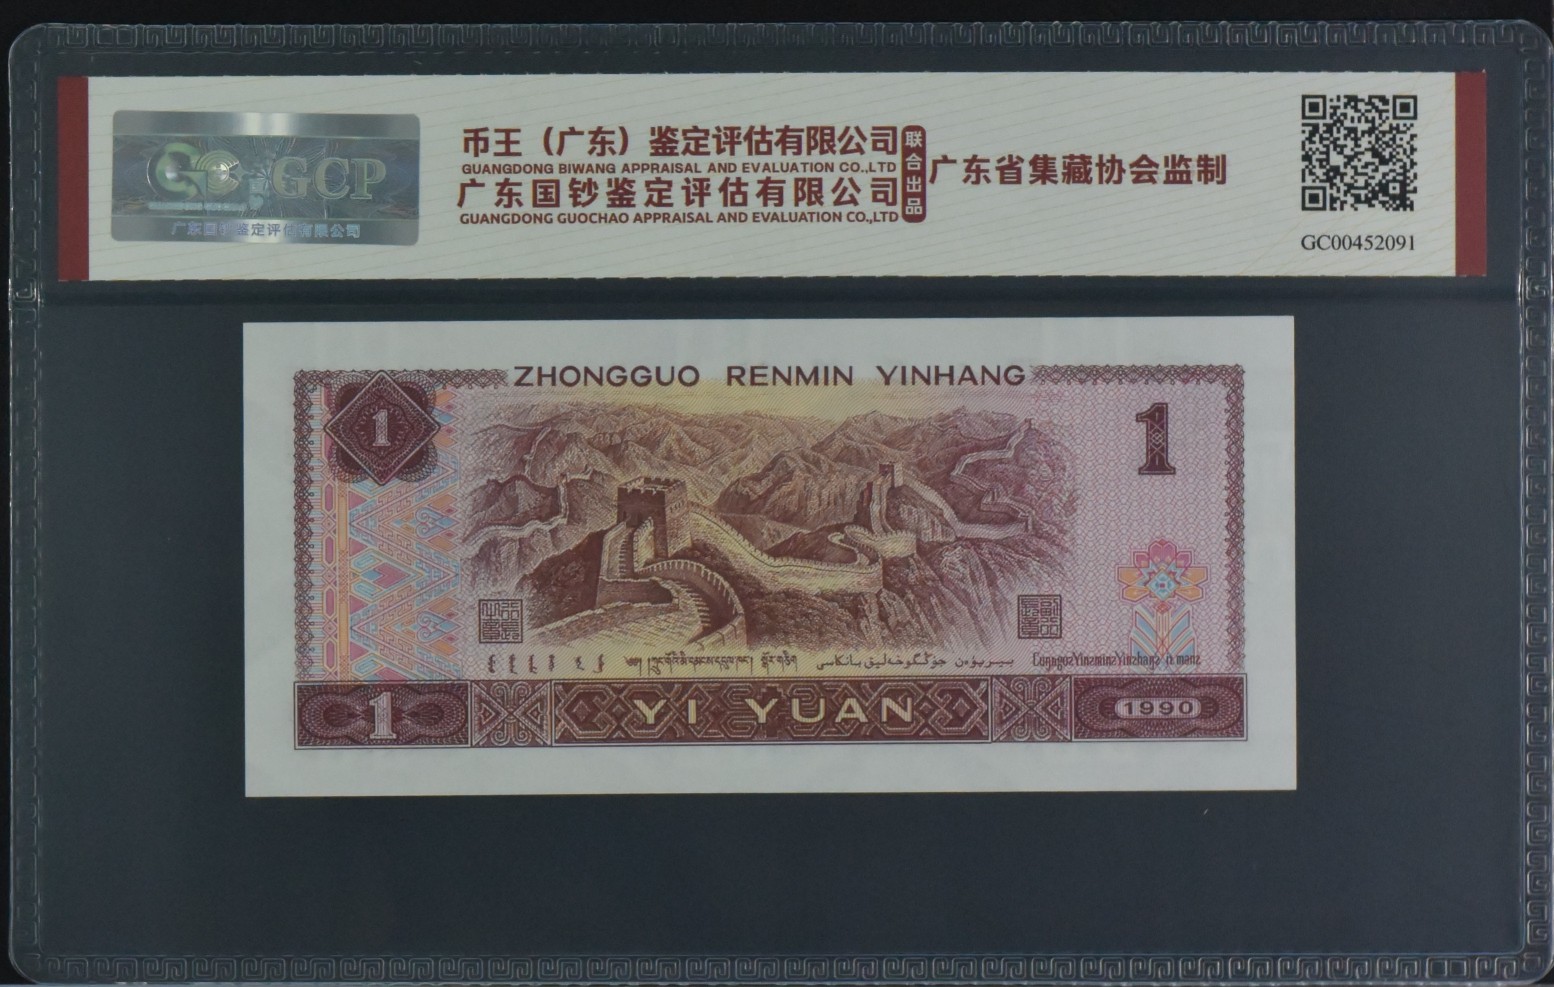 GCP
广东国钞鉴定评估有限公司
币王（广东）鉴定评估有限公司
GUANGDONG BIWANG APPRAISAL AND EVALUATION CO.,LTD
广东国钞鉴定评估有限公司
GUANGDONG GUOCHAO APPRAISAL AND EVALUATION CO.,LTD
联合出品
广东省集藏协会监制
GC00452091
ZHONGGUO RENMIN YINHANG
1
1
1
YI YUAN
1990